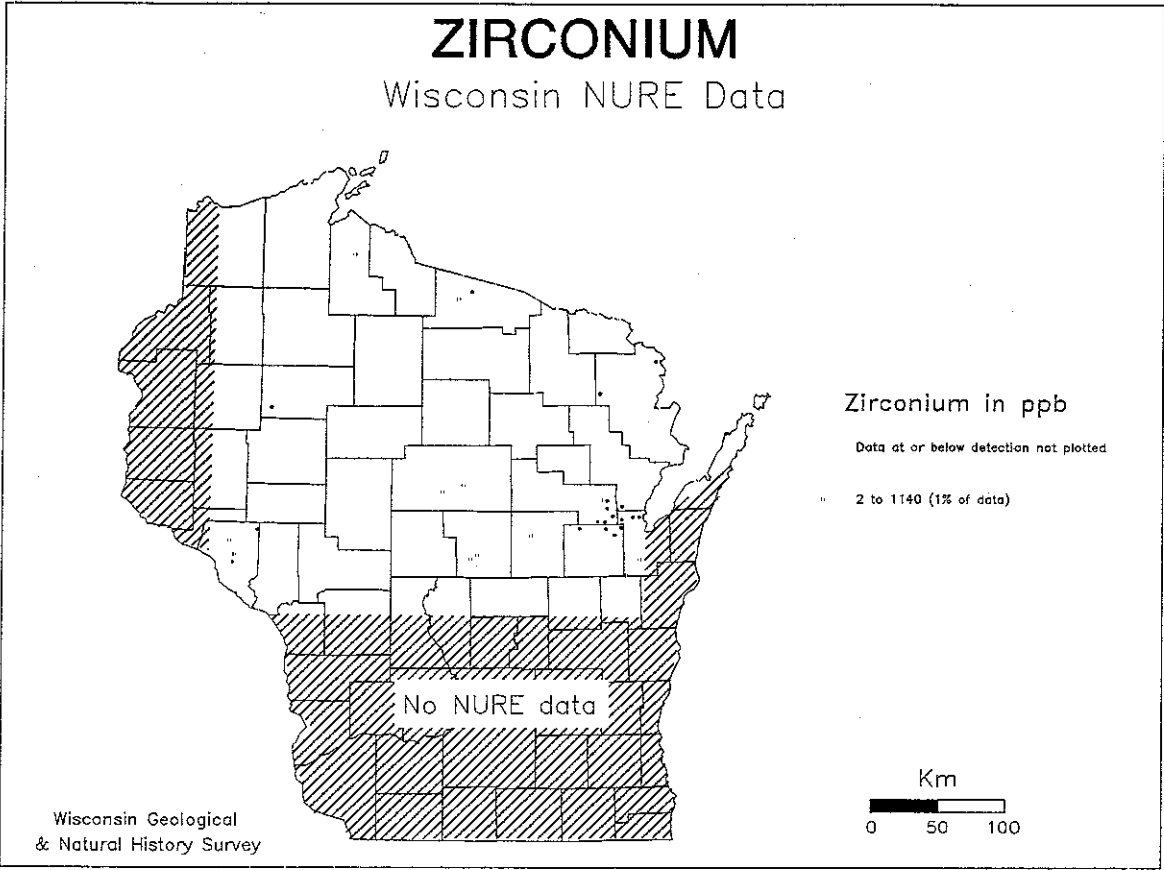 ZIRCONIUM
Wisconsin NURE Data
Zirconium in ppb
Data at or below detection not plotted
2 to 1140 (1% of data)
No NURE data
Km
0 50 100
Wisconsin Geological
& Natural History Survey